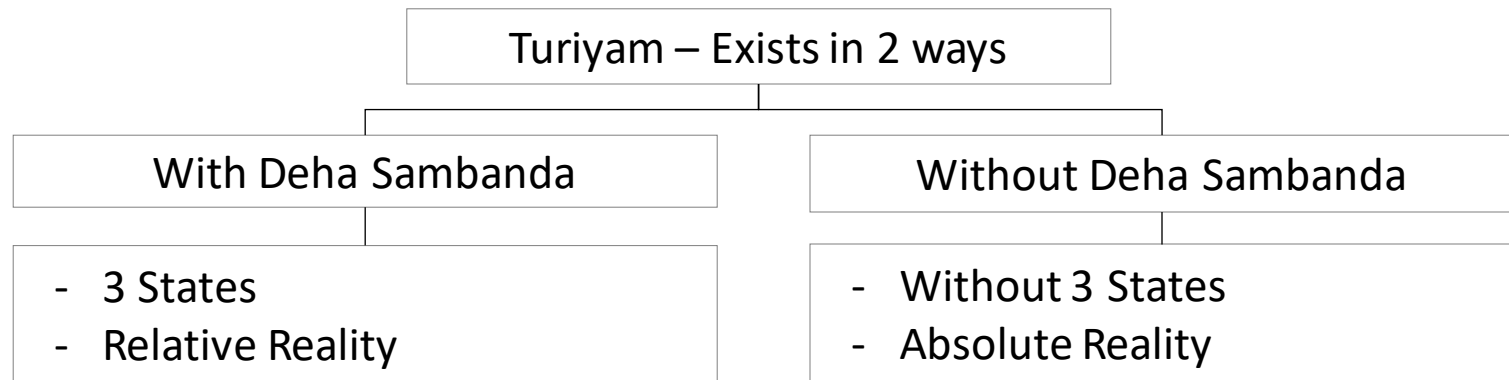 Turiyam – Exists in 2 ways
With Deha Sambanda
Without Deha Sambanda
- 3 States
- Relative Reality
- Without 3 States
- Absolute Reality